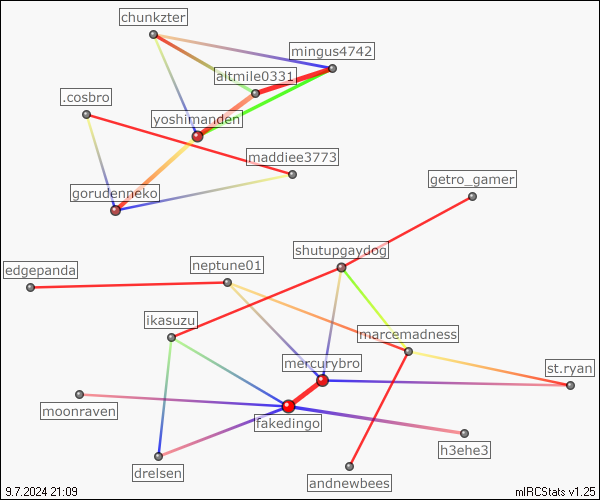 chunkzter
mingus4742
altmile0331
.cosbro
yoshimanden
maddiee3773
getro_gamer
gorudenneko
shutupgaydog
neptune01
edgepanda
ikasuzu
marcemadness
mercurybro
st.ryan
moonraven
fakedingo
h3ehe3
drelsen
andnewbees
9.7.2024 21:09
mIRCStats v1.25